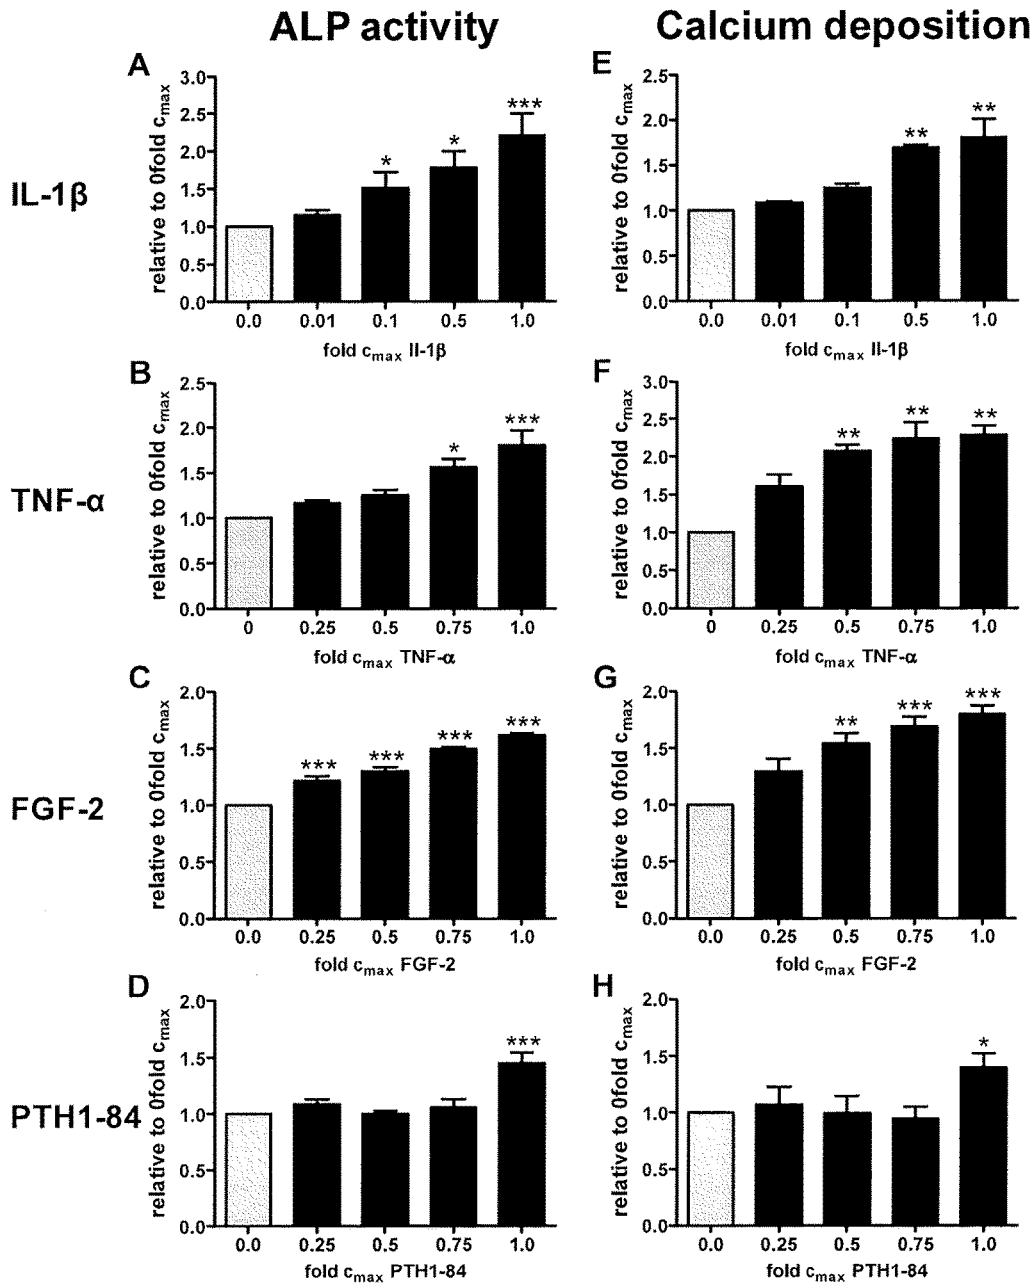 ALP activity
Calcium deposition
IL-1β
A
relative to 0fold cmax
3.0
2.5
2.0
1.5
1.0
0.5
0.0
*
*
***
0.0 0.01 0.1 0.5 1.0
fold cmax Il-1β
E
relative to 0fold cmax
2.5
2.0
1.5
1.0
0.5
0.0
**
**
0.0 0.01 0.1 0.5 1.0
fold cmax Il-1β
TNF-α
B
relative to 0fold cmax
2.5
2.0
1.5
1.0
0.5
0.0
*
***
0 0.25 0.5 0.75 1.0
fold cmax TNF-α
F
relative to 0fold cmax
3.0
2.5
2.0
1.5
1.0
0.5
0.0
**
**
**
0 0.25 0.5 0.75 1.0
fold cmax TNF-α
FGF-2
C
relative to 0fold cmax
2.0
1.5
1.0
0.5
0.0
***
***
***
***
0.0 0.25 0.5 0.75 1.0
fold cmax FGF-2
G
relative to 0fold cmax
2.0
1.5
1.0
0.5
0.0
**
***
***
0.0 0.25 0.5 0.75 1.0
fold cmax FGF-2
PTH1-84
D
relative to 0fold cmax
2.0
1.5
1.0
0.5
0.0
***
0.0 0.25 0.5 0.75 1.0
fold cmax PTH1-84
H
relative to 0fold cmax
2.0
1.5
1.0
0.5
0.0
*
0.0 0.25 0.5 0.75 1.0
fold cmax PTH1-84